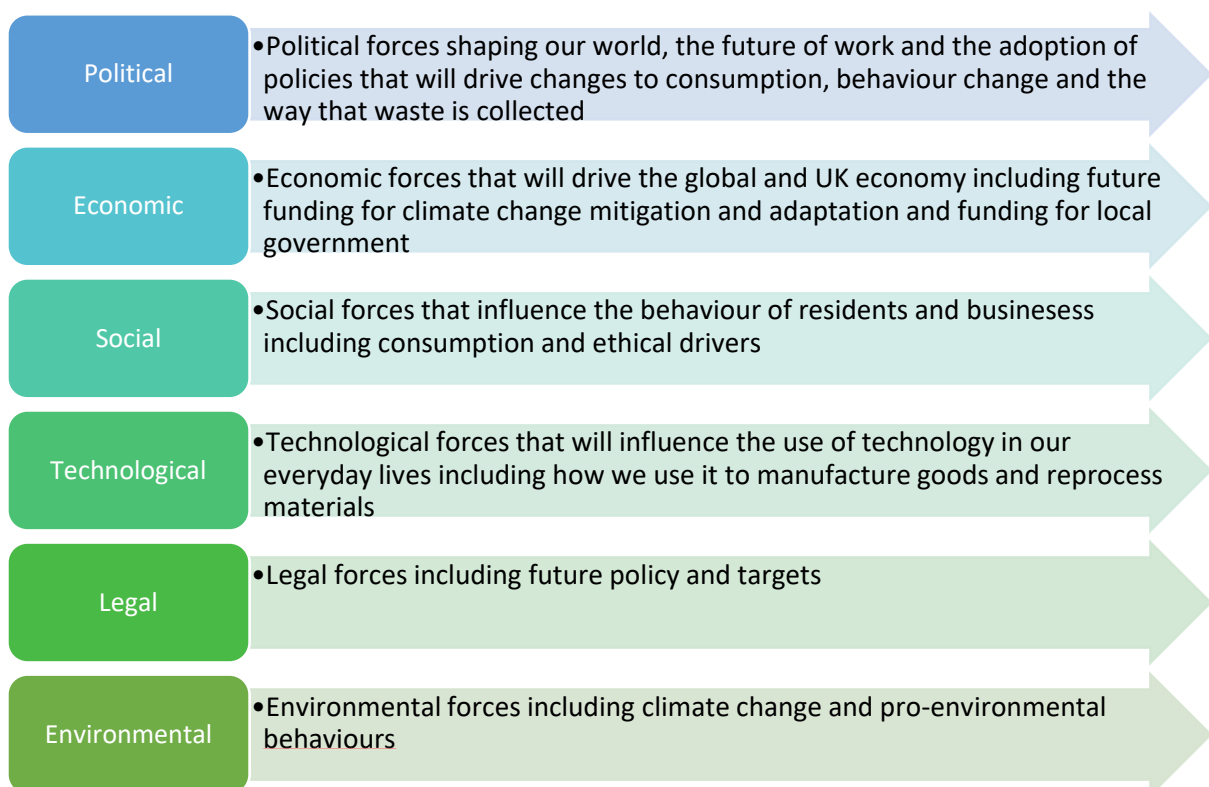 Political
•Political forces shaping our world, the future of work and the adoption of
policies that will drive changes to consumption, behaviour change and the
way that waste is collected
Economic
•Economic forces that will drive the global and UK economy including future
funding for climate change mitigation and adaptation and funding for local
government
Social
•Social forces that influence the behaviour of residents and businesess
including consumption and ethical drivers
Technological
•Technological forces that will influence the use of technology in our
everyday lives including how we use it to manufacture goods and reprocess
materials
Legal
•Legal forces including future policy and targets
Environmental
•Environmental forces including climate change and pro-environmental
behaviours